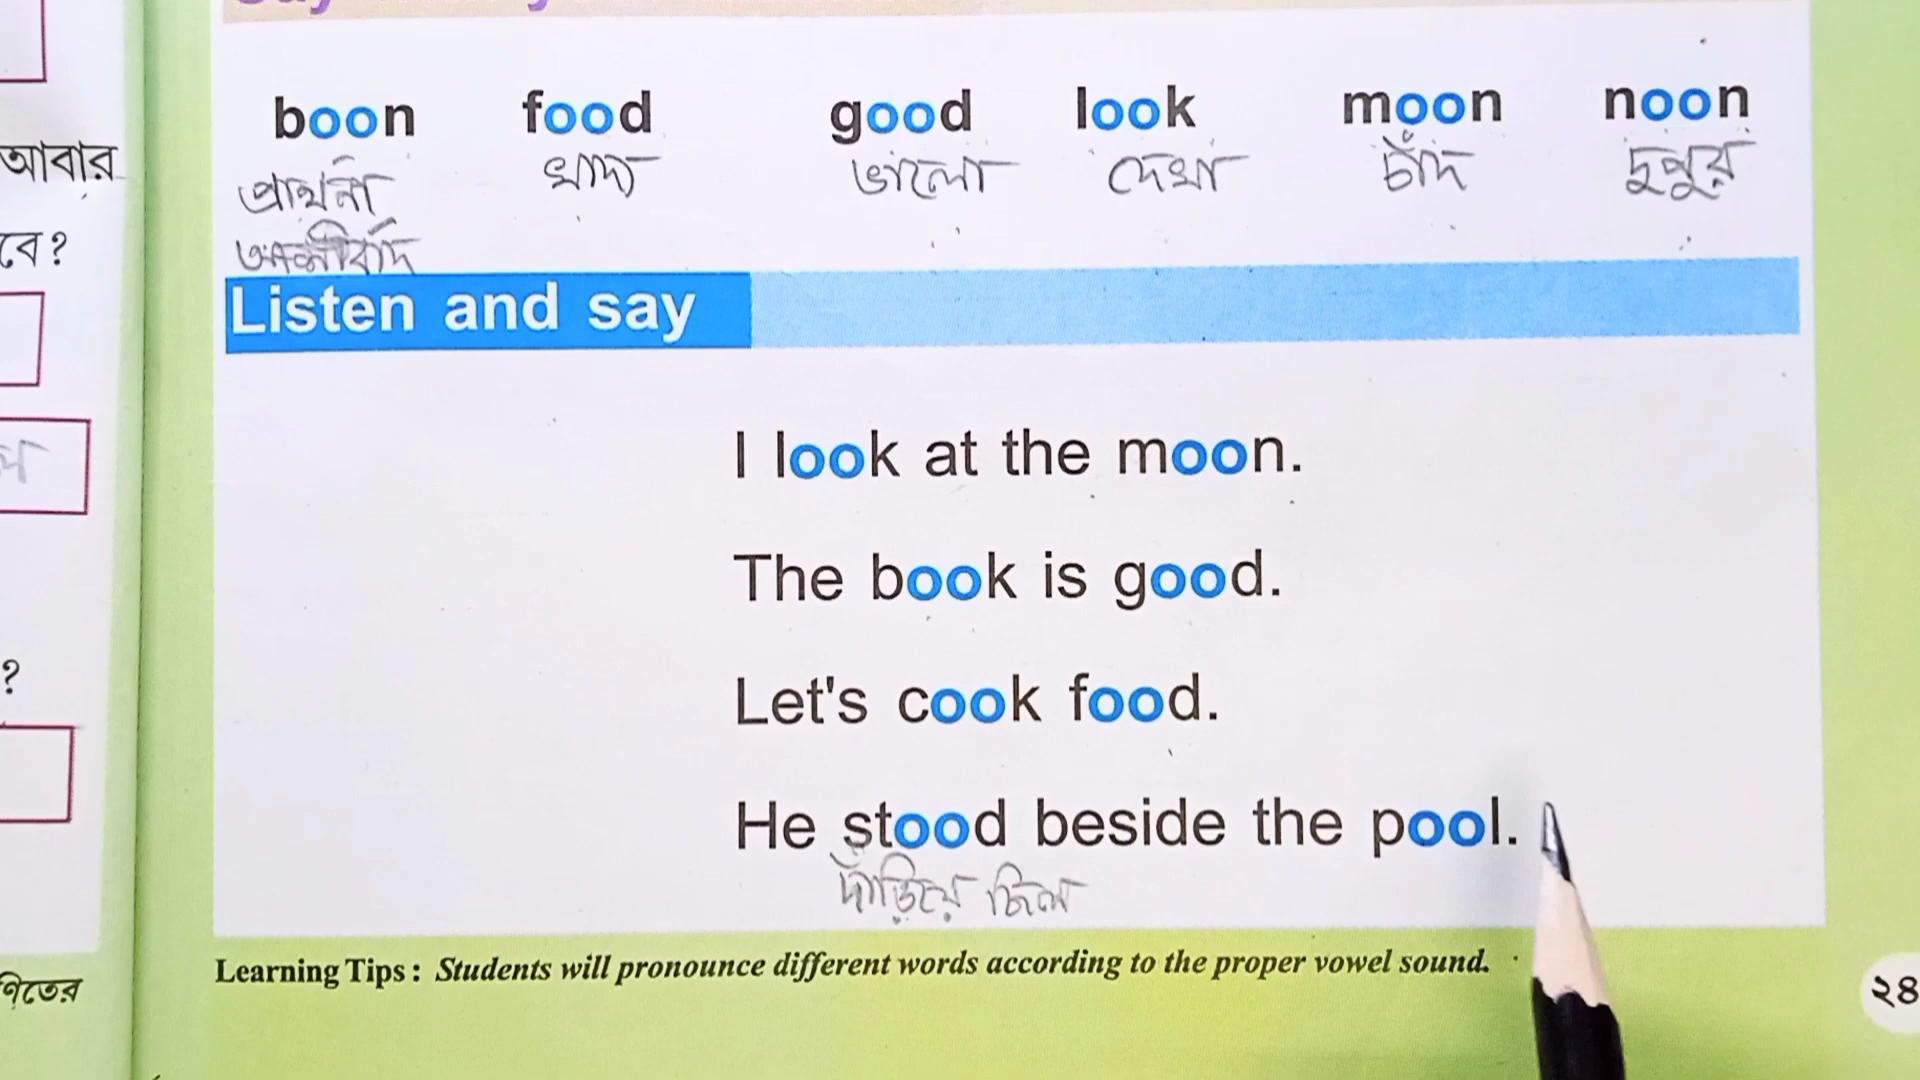 boon food good look moon noon
প্রার্থনা খাদ্য ভালো দেখা চাঁদ দুপুর
আশীর্বাদ
Listen and say
I look at the moon.
The book is good.
Let's cook food.
He stood beside the pool.
দাঁড়িয়ে ছিল
Learning Tips : Students will pronounce different words according to the proper vowel sound.
২৪
আবার
বে?
?